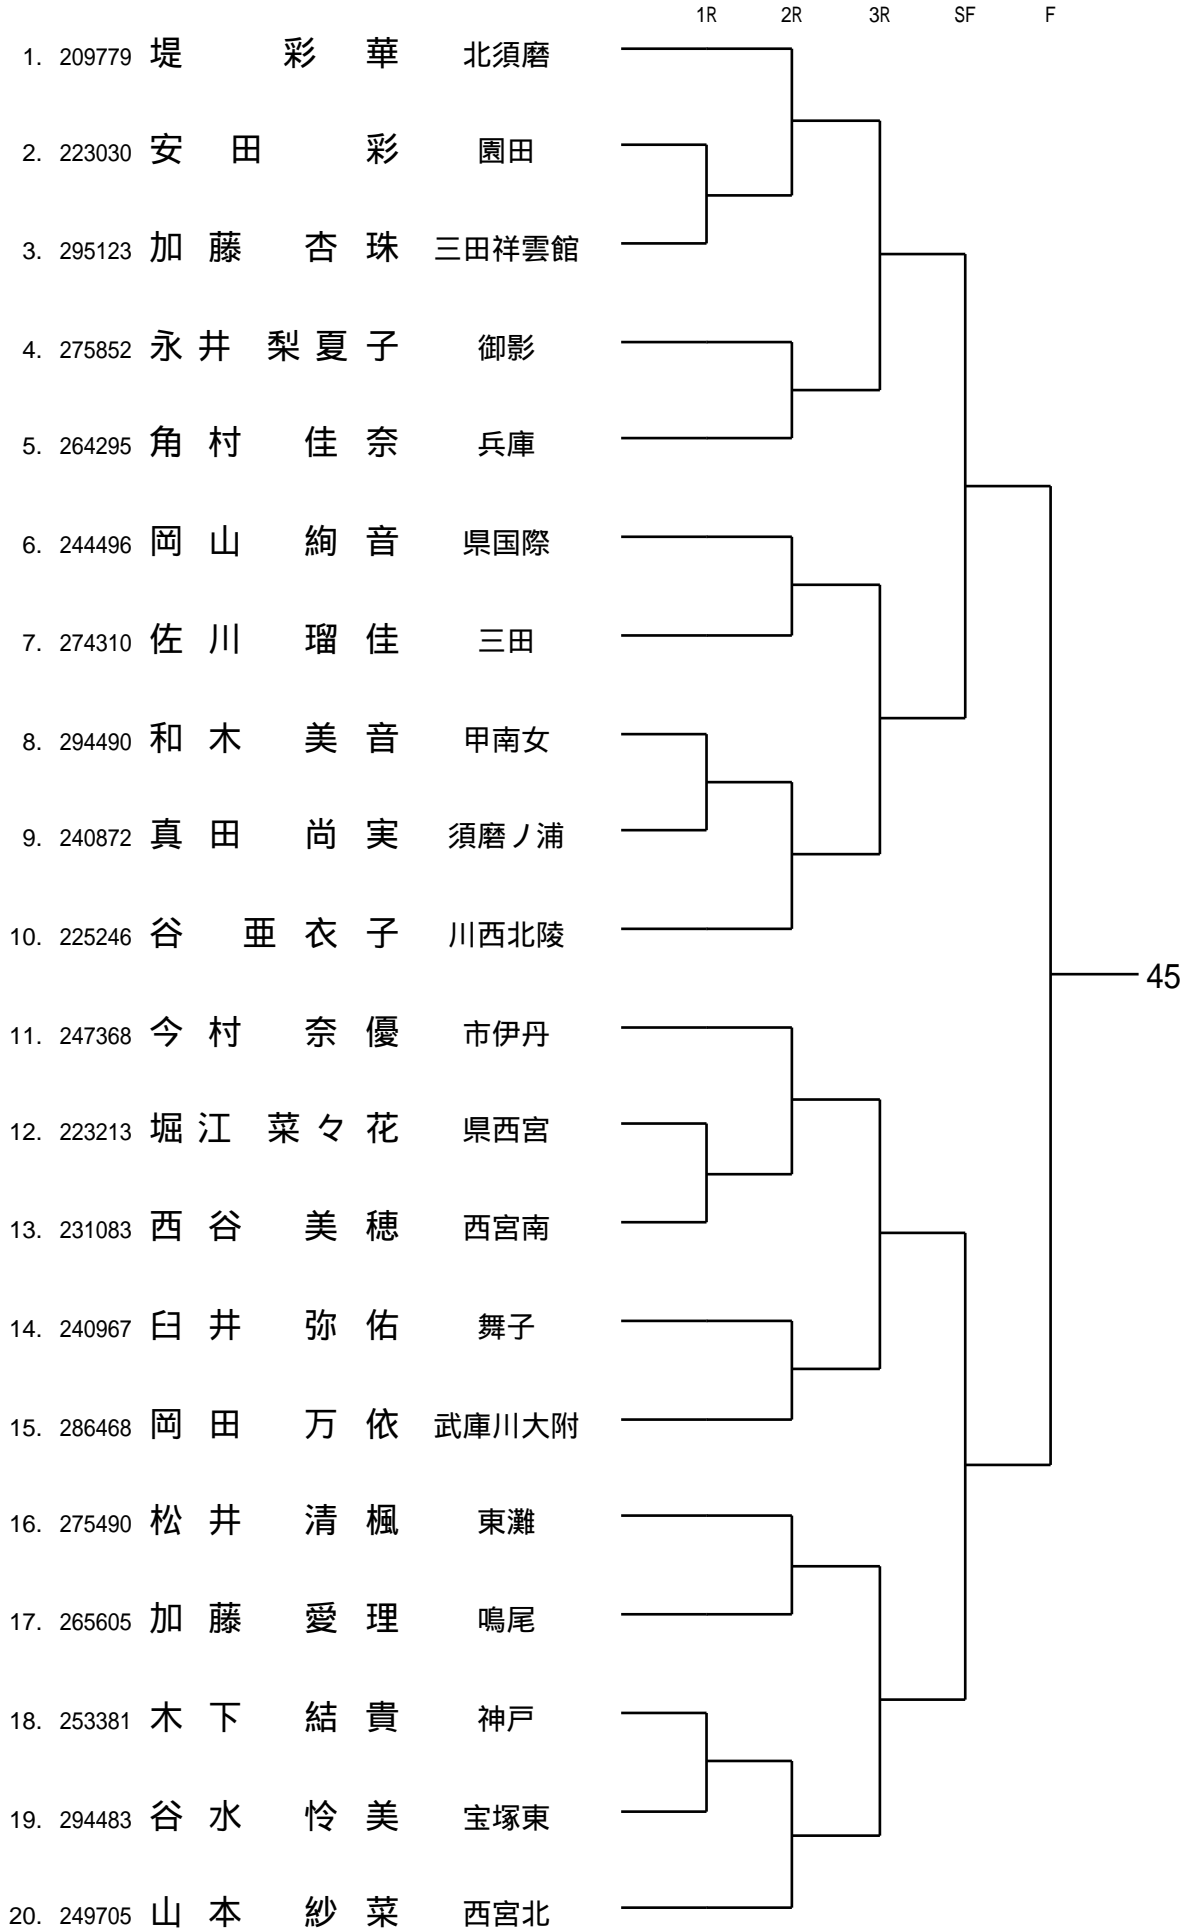 1R 2R 3R SF F
1. 209779 堤 彩 華 北須磨
2. 223030 安 田 彩 園田
3. 295123 加 藤 杏 珠 三田祥雲館
4. 275852 永 井 梨 夏 子 御影
5. 264295 角 村 佳 奈 兵庫
6. 244496 岡 山 絢 音 県国際
7. 274310 佐 川 瑠 佳 三田
8. 294490 和 木 美 音 甲南女
9. 240872 真 田 尚 実 須磨ノ浦
10. 225246 谷 亜 衣 子 川西北陵
45
11. 247368 今 村 奈 優 市伊丹
12. 223213 堀 江 菜 々 花 県西宮
13. 231083 西 谷 美 穂 西宮南
14. 240967 臼 井 弥 佑 舞子
15. 286468 岡 田 万 依 武庫川大附
16. 275490 松 井 清 楓 東灘
17. 265605 加 藤 愛 理 鳴尾
18. 253381 木 下 結 貴 神戸
19. 294483 谷 水 怜 美 宝塚東
20. 249705 山 本 紗 菜 西宮北